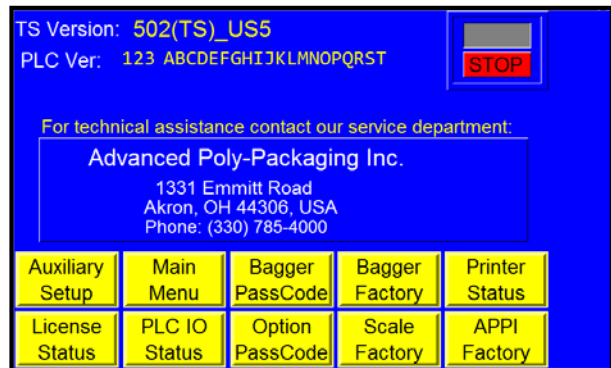 TS Version: 502(TS)_US5
PLC Ver: 123 ABCDEFGHIJKLMNOPQRST
STOP
For technical assistance contact our service department:
Advanced Poly-Packaging Inc.
1331 Emmitt Road
Akron, OH 44306, USA
Phone: (330) 785-4000
Auxiliary Setup
Main Menu
Bagger PassCode
Bagger Factory
Printer Status
License Status
PLC IO Status
Option PassCode
Scale Factory
APPI Factory